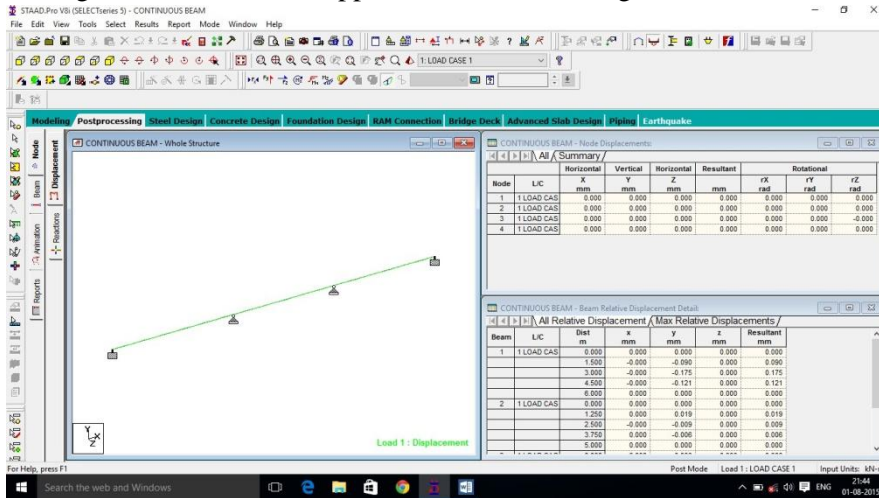 STAAD.Pro V8i (SELECTseries 5) - CONTINUOUS BEAM
File Edit View Tools Select Results Report Mode Window Help
1: LOAD CASE 1
Modeling Postprocessing Steel Design Concrete Design Foundation Design RAM Connection Bridge Deck Advanced Slab Design Piping Earthquake
Node
Beam
Animation
Reports
Displacement
Reactions
CONTINUOUS BEAM - Whole Structure
Y
X
Z
Load 1 : Displacement
CONTINUOUS BEAM - Node Displacements:
All Summary
Horizontal Vertical Horizontal Resultant Rotational
Node L/C X mm Y mm Z mm mm rX rad rY rad rZ rad
1 1 LOAD CAS 0.000 0.000 0.000 0.000 0.000 0.000 0.000
2 1 LOAD CAS 0.000 0.000 0.000 0.000 0.000 0.000 0.000
3 1 LOAD CAS 0.000 0.000 0.000 0.000 0.000 0.000 -0.000
4 1 LOAD CAS 0.000 0.000 0.000 0.000 0.000 0.000 0.000
CONTINUOUS BEAM - Beam Relative Displacement Detail:
All Relative Displacement Max Relative Displacements
Beam L/C Dist m x mm y mm z mm Resultant mm
1 1 LOAD CAS 0.000 0.000 0.000 0.000 0.000
1.500 -0.000 -0.090 0.000 0.090
3.000 -0.000 -0.175 0.000 0.175
4.500 -0.000 -0.121 0.000 0.121
6.000 0.000 0.000 0.000 0.000
2 1 LOAD CAS 0.000 0.000 0.000 0.000 0.000
1.250 0.000 0.019 0.000 0.019
2.500 -0.000 -0.009 0.000 0.009
3.750 0.000 -0.006 0.000 0.006
5.000 0.000 0.000 0.000 0.000
For Help, press F1
Post Mode Load 1 : LOAD CASE 1 Input Units: kN-
Search the web and Windows
ENG
21:44
01-08-2015